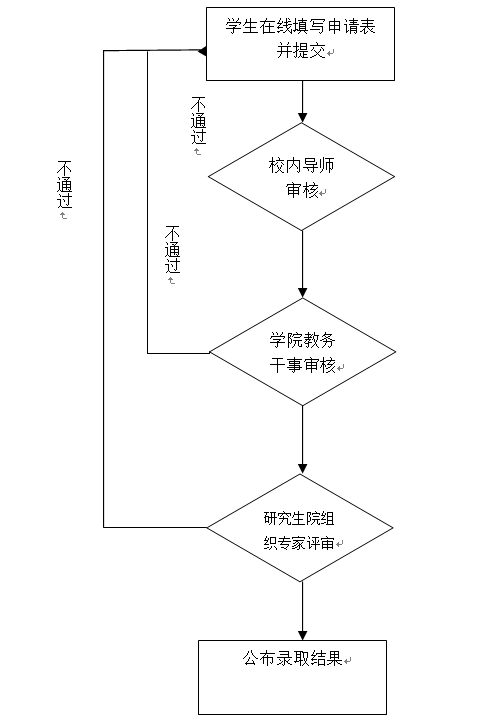 学生在线填写申请表
并提交
不通过
校内导师
审核
不通过
不通过
学院教务
干事审核
研究生院组
织专家评审
公布录取结果